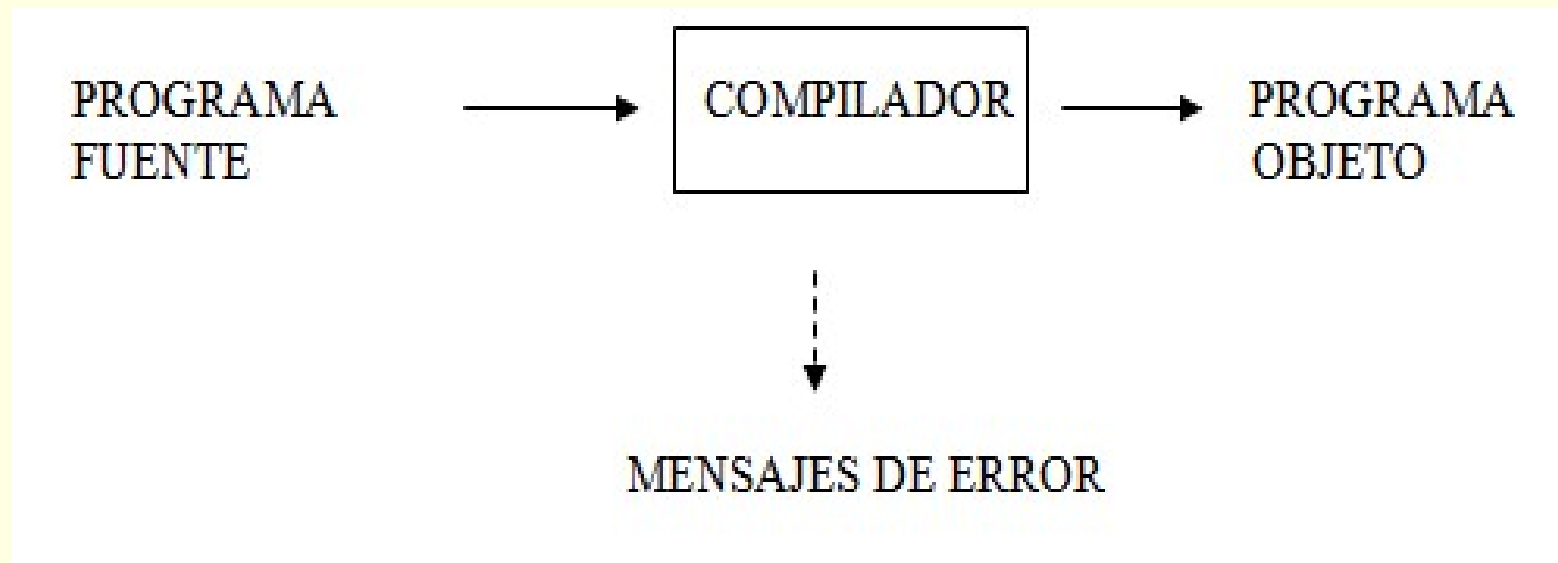 PROGRAMA
FUENTE
COMPILADOR
PROGRAMA
OBJETO
MENSAJES DE ERROR